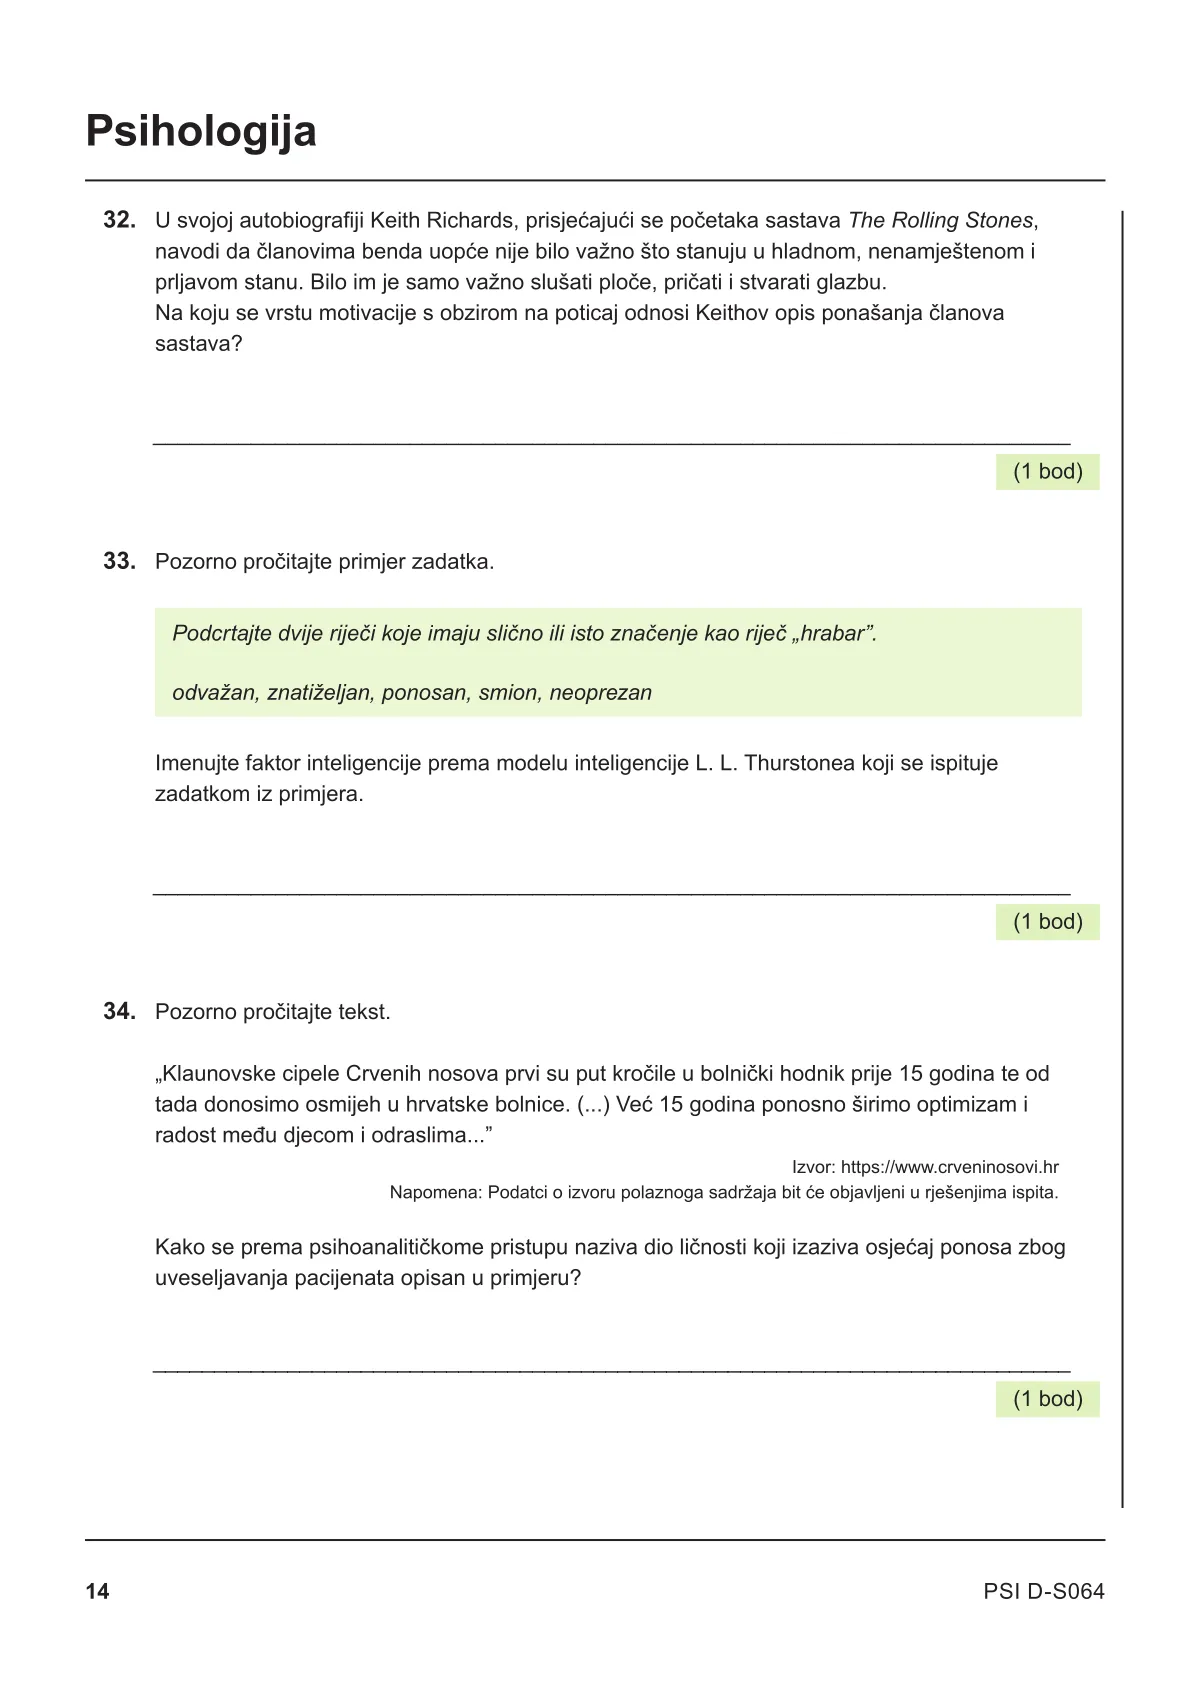 Psihologija
32. U svojoj autobiografiji Keith Richards, prisjećajući se početaka sastava The Rolling Stones,
navodi da članovima benda uopće nije bilo važno što stanuju u hladnom, nenamještenom i
prljavom stanu. Bilo im je samo važno slušati ploče, pričati i stvarati glazbu.
Na koju se vrstu motivacije s obzirom na poticaj odnosi Keithov opis ponašanja članova
sastava?
(1 bod)
33. Pozorno pročitajte primjer zadatka.
Podcrtajte dvije riječi koje imaju slično ili isto značenje kao riječ „hrabar”.
odvažan, znatiželjan, ponosan, smion, neoprezan
Imenujte faktor inteligencije prema modelu inteligencije L. L. Thurstonea koji se ispituje
zadatkom iz primjera.
(1 bod)
34. Pozorno pročitajte tekst.
„Klaunovske cipele Crvenih nosova prvi su put kročile u bolnički hodnik prije 15 godina te od
tada donosimo osmijeh u hrvatske bolnice. (...) Već 15 godina ponosno širimo optimizam i
radost među djecom i odraslima...”
Izvor: https://www.crveninosovi.hr
Napomena: Podatci o izvoru polaznoga sadržaja bit će objavljeni u rješenjima ispita.
Kako se prema psihoanalitičkome pristupu naziva dio ličnosti koji izaziva osjećaj ponosa zbog
uveseljavanja pacijenata opisan u primjeru?
(1 bod)
14 PSI D-S064